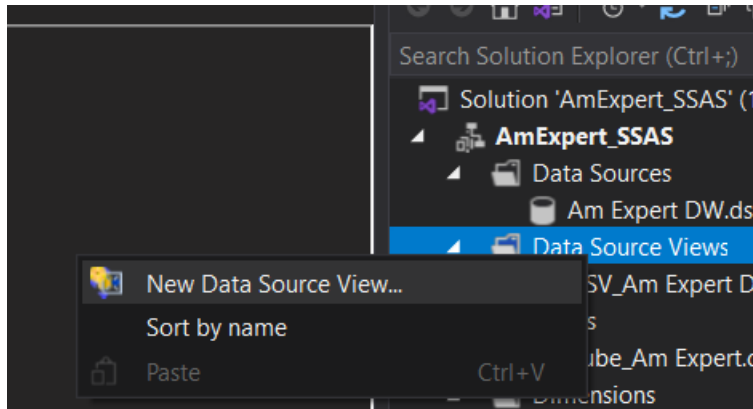 Search Solution Explorer (Ctrl+;)
Solution 'AmExpert_SSAS' (1
AmExpert_SSAS
Data Sources
Am Expert DW.ds
Data Source Views
New Data Source View...
SV_Am Expert D
Sort by name
s
ube_Am Expert.c
Paste Ctrl+V
Dimensions